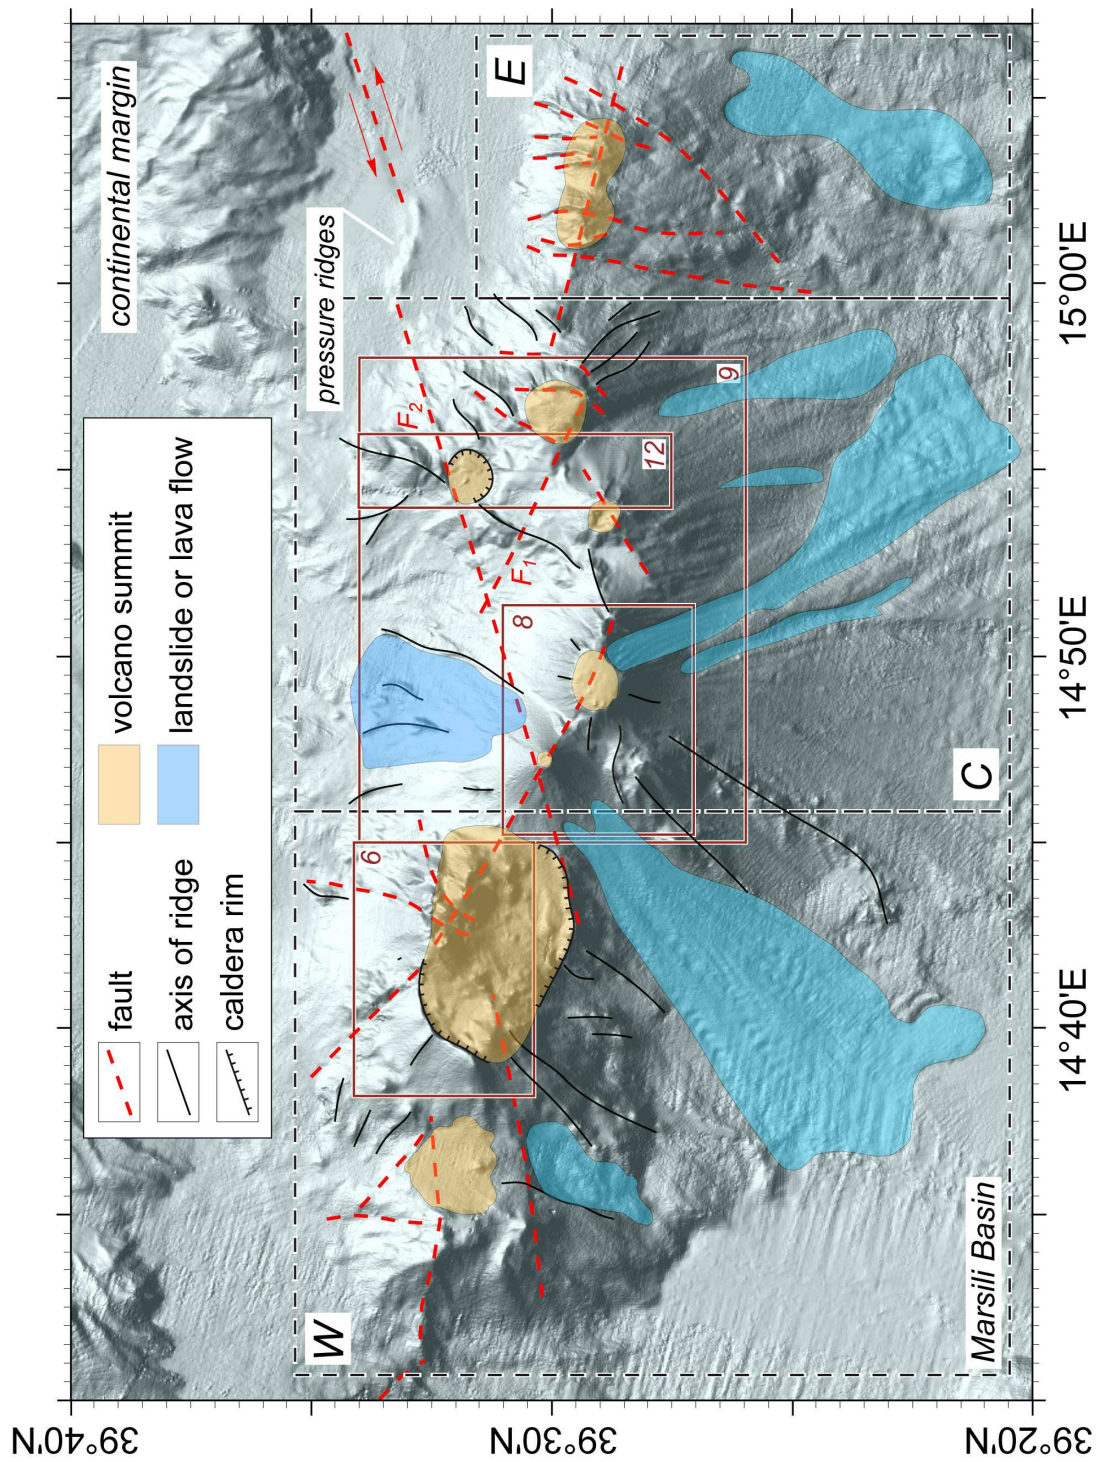 continental margin
pressure ridges
E
fault
axis of ridge
caldera rim
volcano summit
landslide or lava flow
F2
F1
6
8
9
12
W
C
Marsili Basin
39°40'N
39°30'N
39°20'N
14°40'E
14°50'E
15°00'E